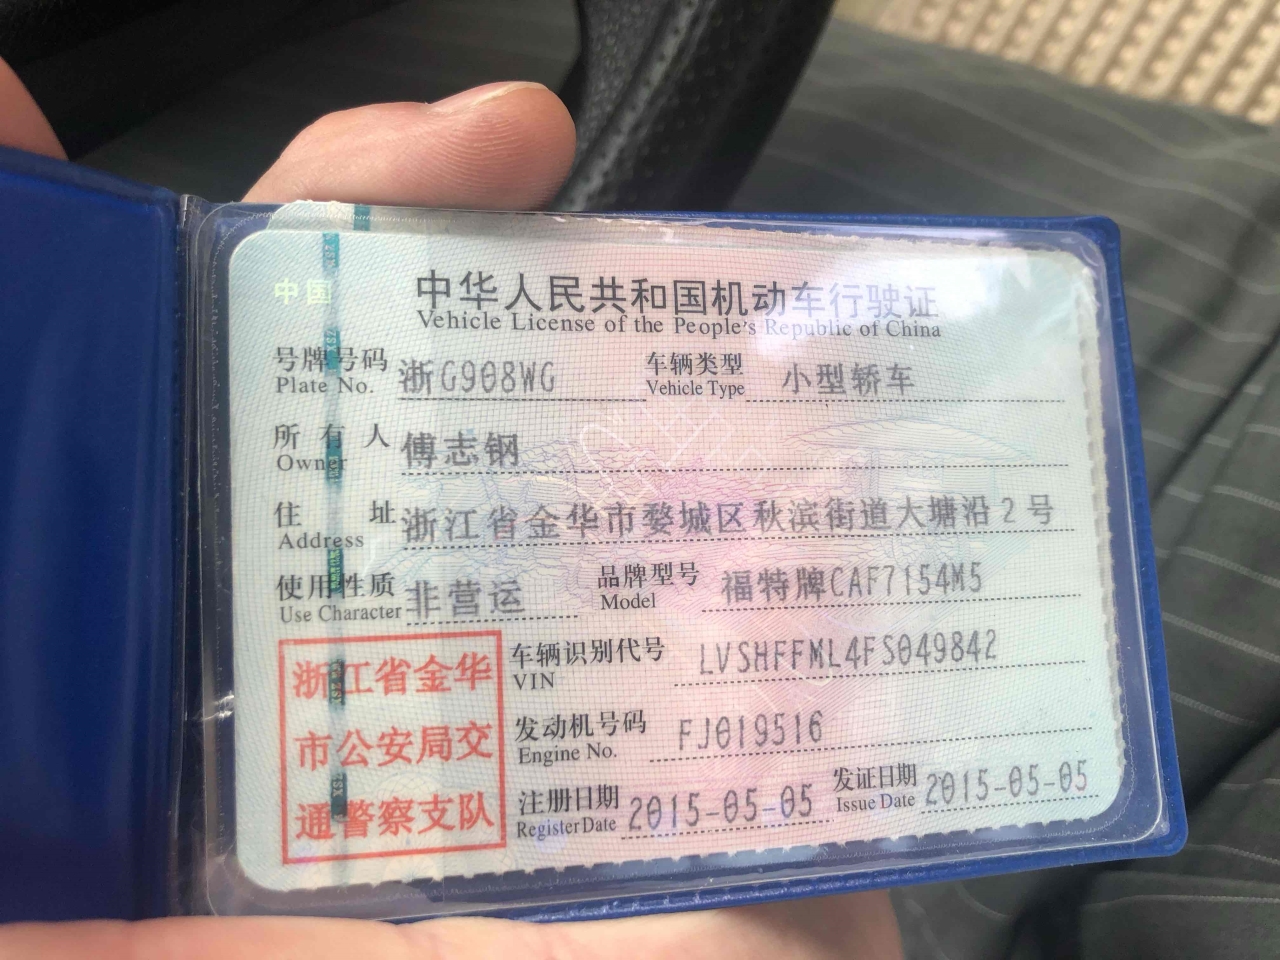 中国
中华人民共和国机动车行驶证
Vehicle License of the People's Republic of China
号牌号码 浙G908WG 车辆类型 小型轿车
Plate No. Vehicle Type
所有人 傅志钢
Owner
住址 浙江省金华市婺城区秋滨街道大塘沿2号
Address
使用性质 非营运 品牌型号 福特牌CAF7154M5
Use Character Model
浙江省金华
市公安局交
通警察支队
车辆识别代号 LVSHFFML4FS049842
VIN
发动机号码 FJ019516
Engine No.
注册日期 2015-05-05 发证日期 2015-05-05
Register Date Issue Date